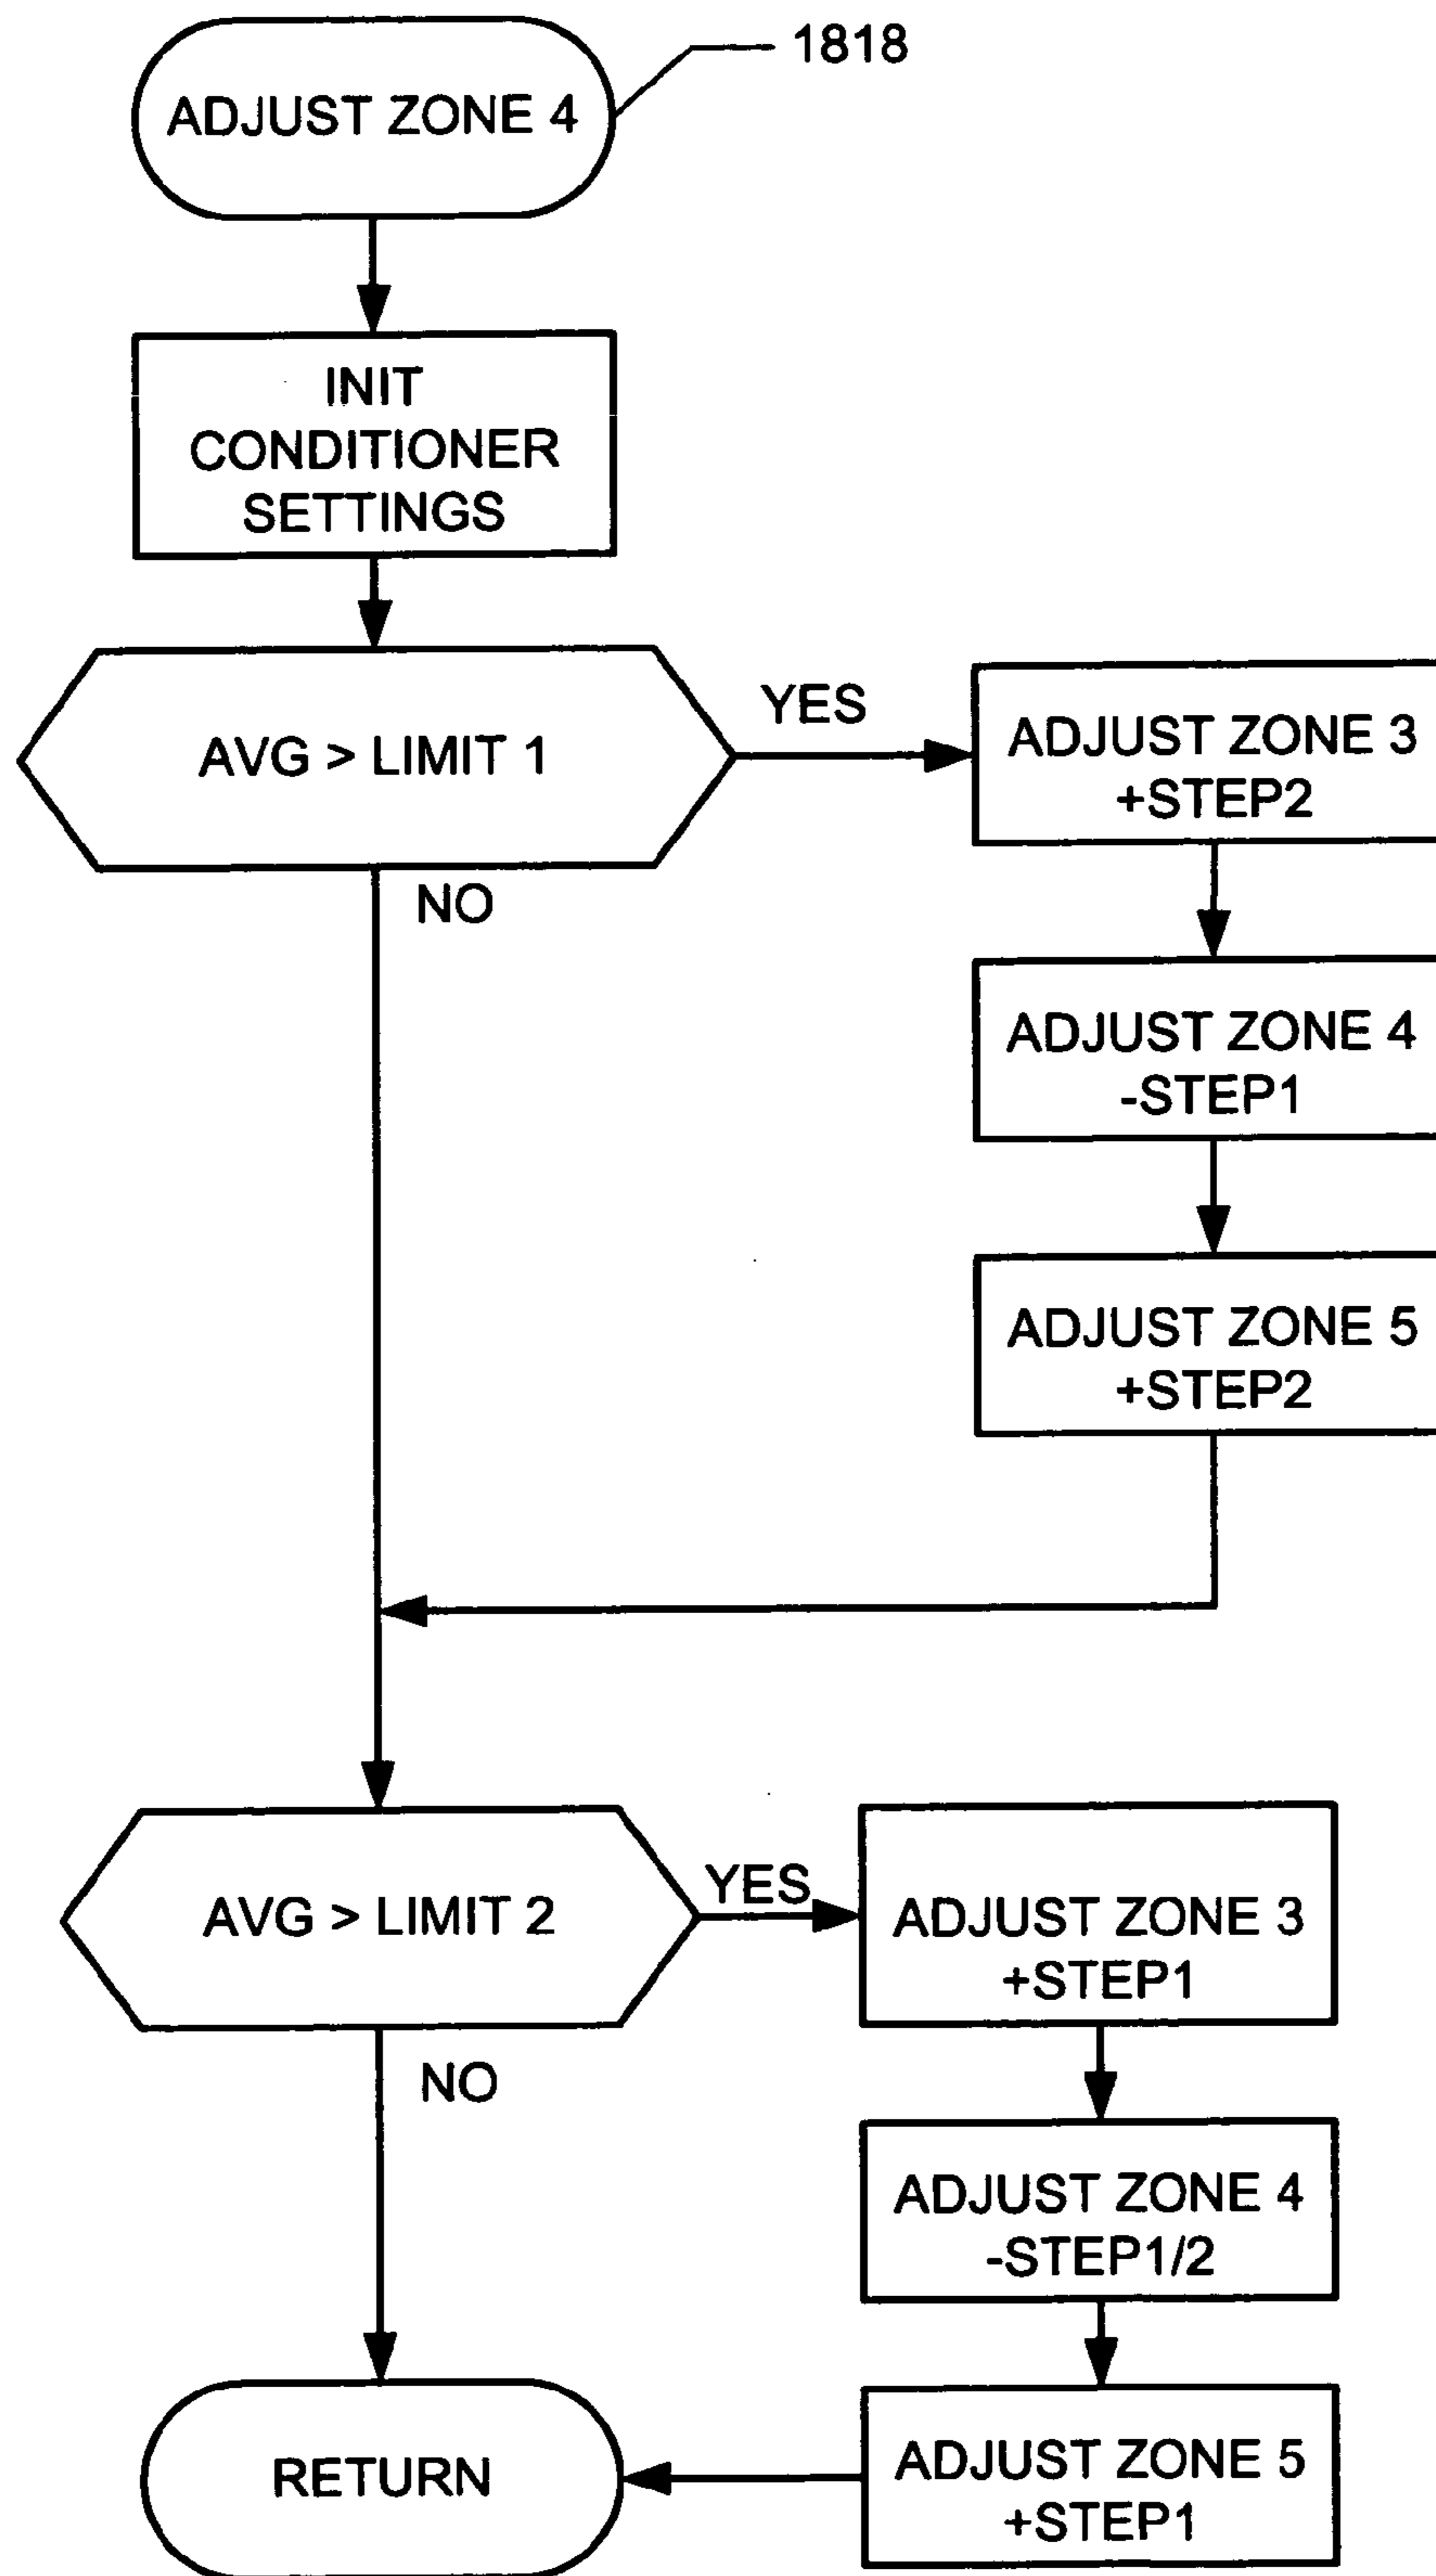 1818
ADJUST ZONE 4
INIT
CONDITIONER
SETTINGS
AVG > LIMIT 1
YES
NO
ADJUST ZONE 3
+STEP2
ADJUST ZONE 4
-STEP1
ADJUST ZONE 5
+STEP2
AVG > LIMIT 2
YES
NO
ADJUST ZONE 3
+STEP1
ADJUST ZONE 4
-STEP1/2
ADJUST ZONE 5
+STEP1
RETURN